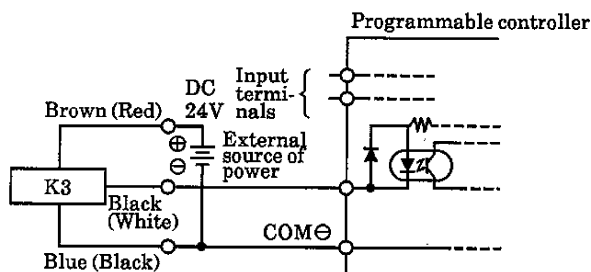 Programmable controller
DC
24V
Input
termi-
nals
Brown (Red)
⊕
⊖
External
source of
power
K3
Black
(White)
COM⊖
Blue (Black)